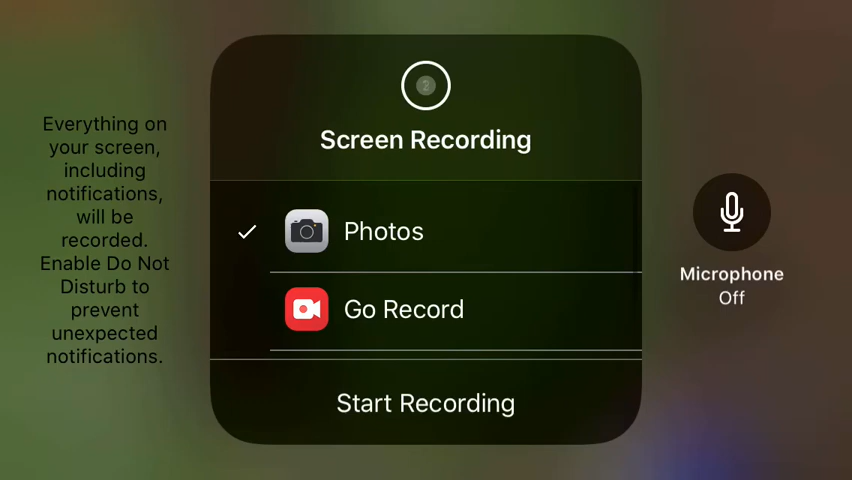 Everything on
your screen,
including
notifications,
will be
recorded.
Enable Do Not
Disturb to
prevent
unexpected
notifications.
2
Screen Recording
Photos
Go Record
Start Recording
Microphone
Off